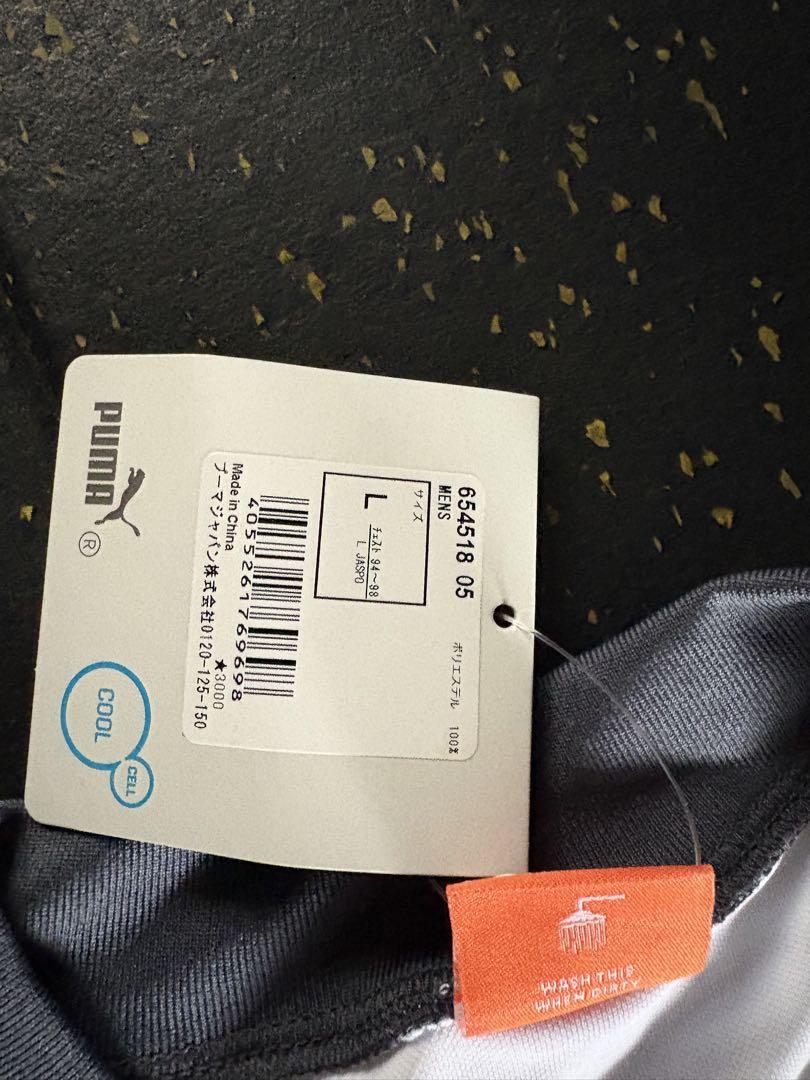 PUMA
®
654518 05
MENS
ポリエステル 100%
サイズ
L
チェスト 94～98
L JASPO
4055261769698
★3000
Made in China
プーマジャパン株式会社0120-125-150
COOL
CELL
WASH THIS
WHEN DIRTY